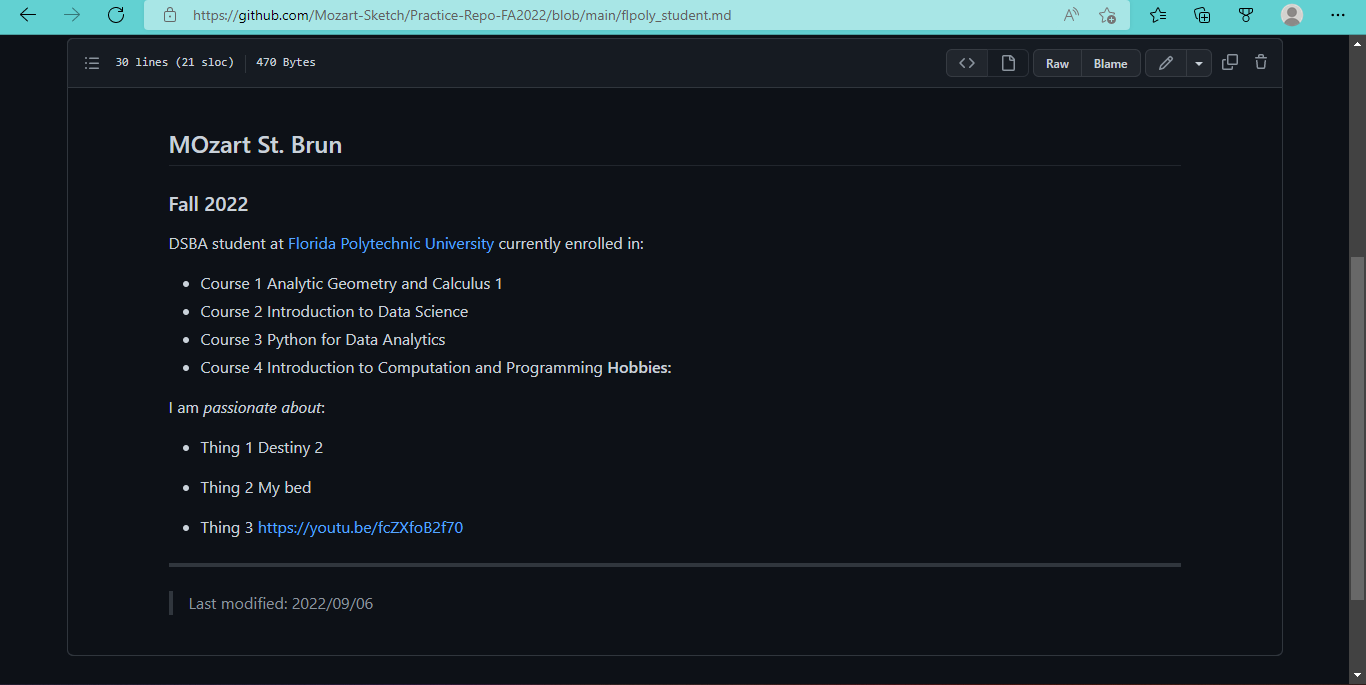 https://github.com/Mozart-Sketch/Practice-Repo-FA2022/blob/main/flpoly_student.md
30 lines (21 sloc) 470 Bytes Raw Blame
MOzart St. Brun
Fall 2022
DSBA student at Florida Polytechnic University currently enrolled in:
• Course 1 Analytic Geometry and Calculus 1
• Course 2 Introduction to Data Science
• Course 3 Python for Data Analytics
• Course 4 Introduction to Computation and Programming Hobbies:
I am passionate about:
• Thing 1 Destiny 2
• Thing 2 My bed
• Thing 3 https://youtu.be/fcZXfoB2f70
Last modified: 2022/09/06